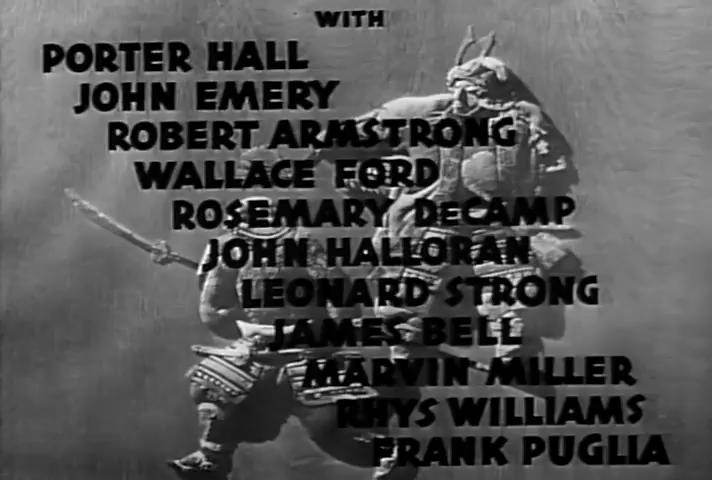 WITH
PORTER HALL
JOHN EMERY
ROBERT ARMSTRONG
WALLACE FORD
ROSEMARY DECAMP
JOHN HALLORAN
LEONARD STRONG
JAMES BELL
MARVIN MILLER
RHYS WILLIAMS
FRANK PUGLIA